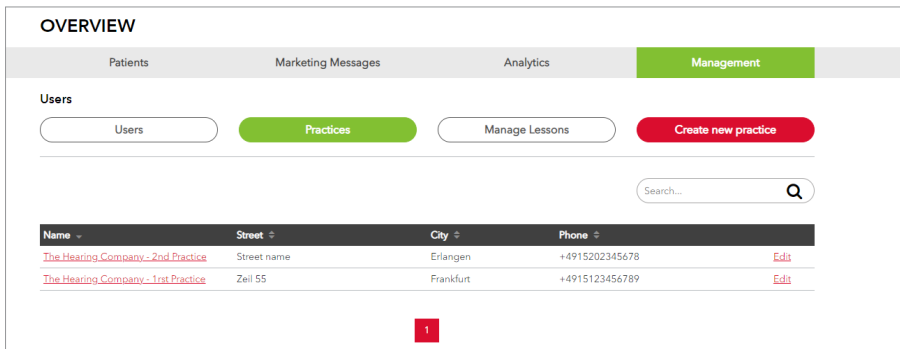 OVERVIEW
Patients Marketing Messages Analytics Management
Users
Users Practices Manage Lessons Create new practice
Search...
Name Street City Phone
The Hearing Company - 2nd Practice Street name Erlangen +4915202345678 Edit
The Hearing Company - 1rst Practice Zeil 55 Frankfurt +4915123456789 Edit
1